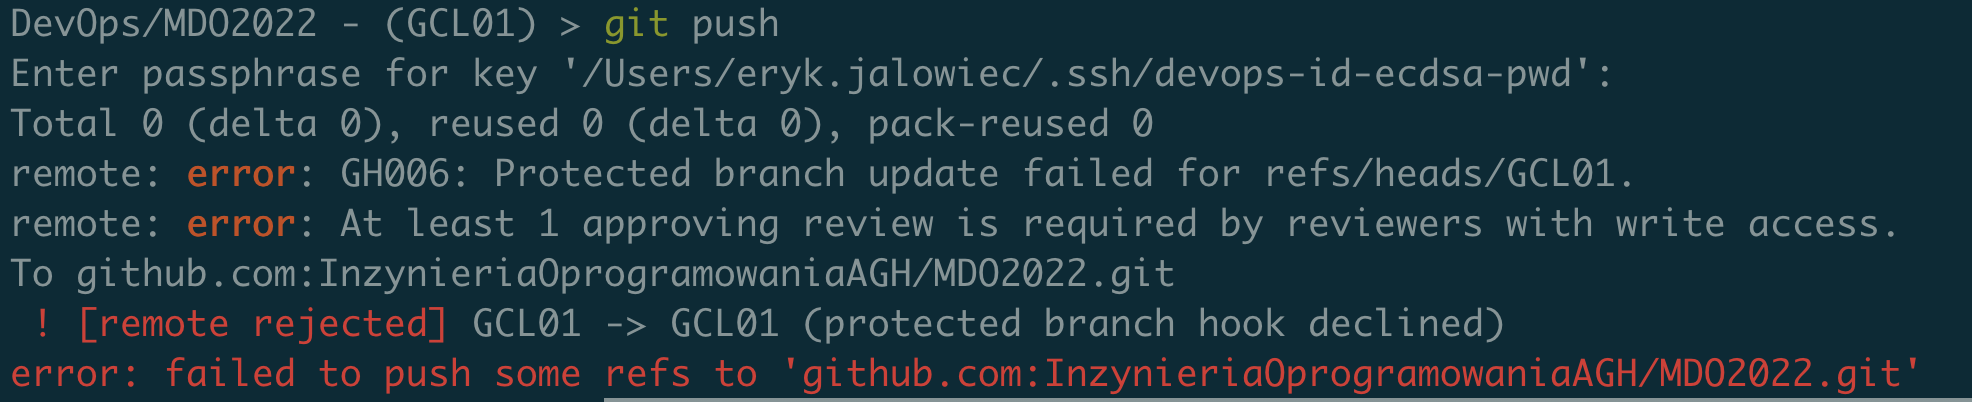 DevOps/MDO2022 - (GCL01) > git push
Enter passphrase for key '/Users/eryk.jalowiec/.ssh/devops-id-ecdsa-pwd':
Total 0 (delta 0), reused 0 (delta 0), pack-reused 0
remote: error: GH006: Protected branch update failed for refs/heads/GCL01.
remote: error: At least 1 approving review is required by reviewers with write access.
To github.com:InzynieriaOprogramowaniaAGH/MDO2022.git
 ! [remote rejected] GCL01 -> GCL01 (protected branch hook declined)
error: failed to push some refs to 'github.com:InzynieriaOprogramowaniaAGH/MDO2022.git'